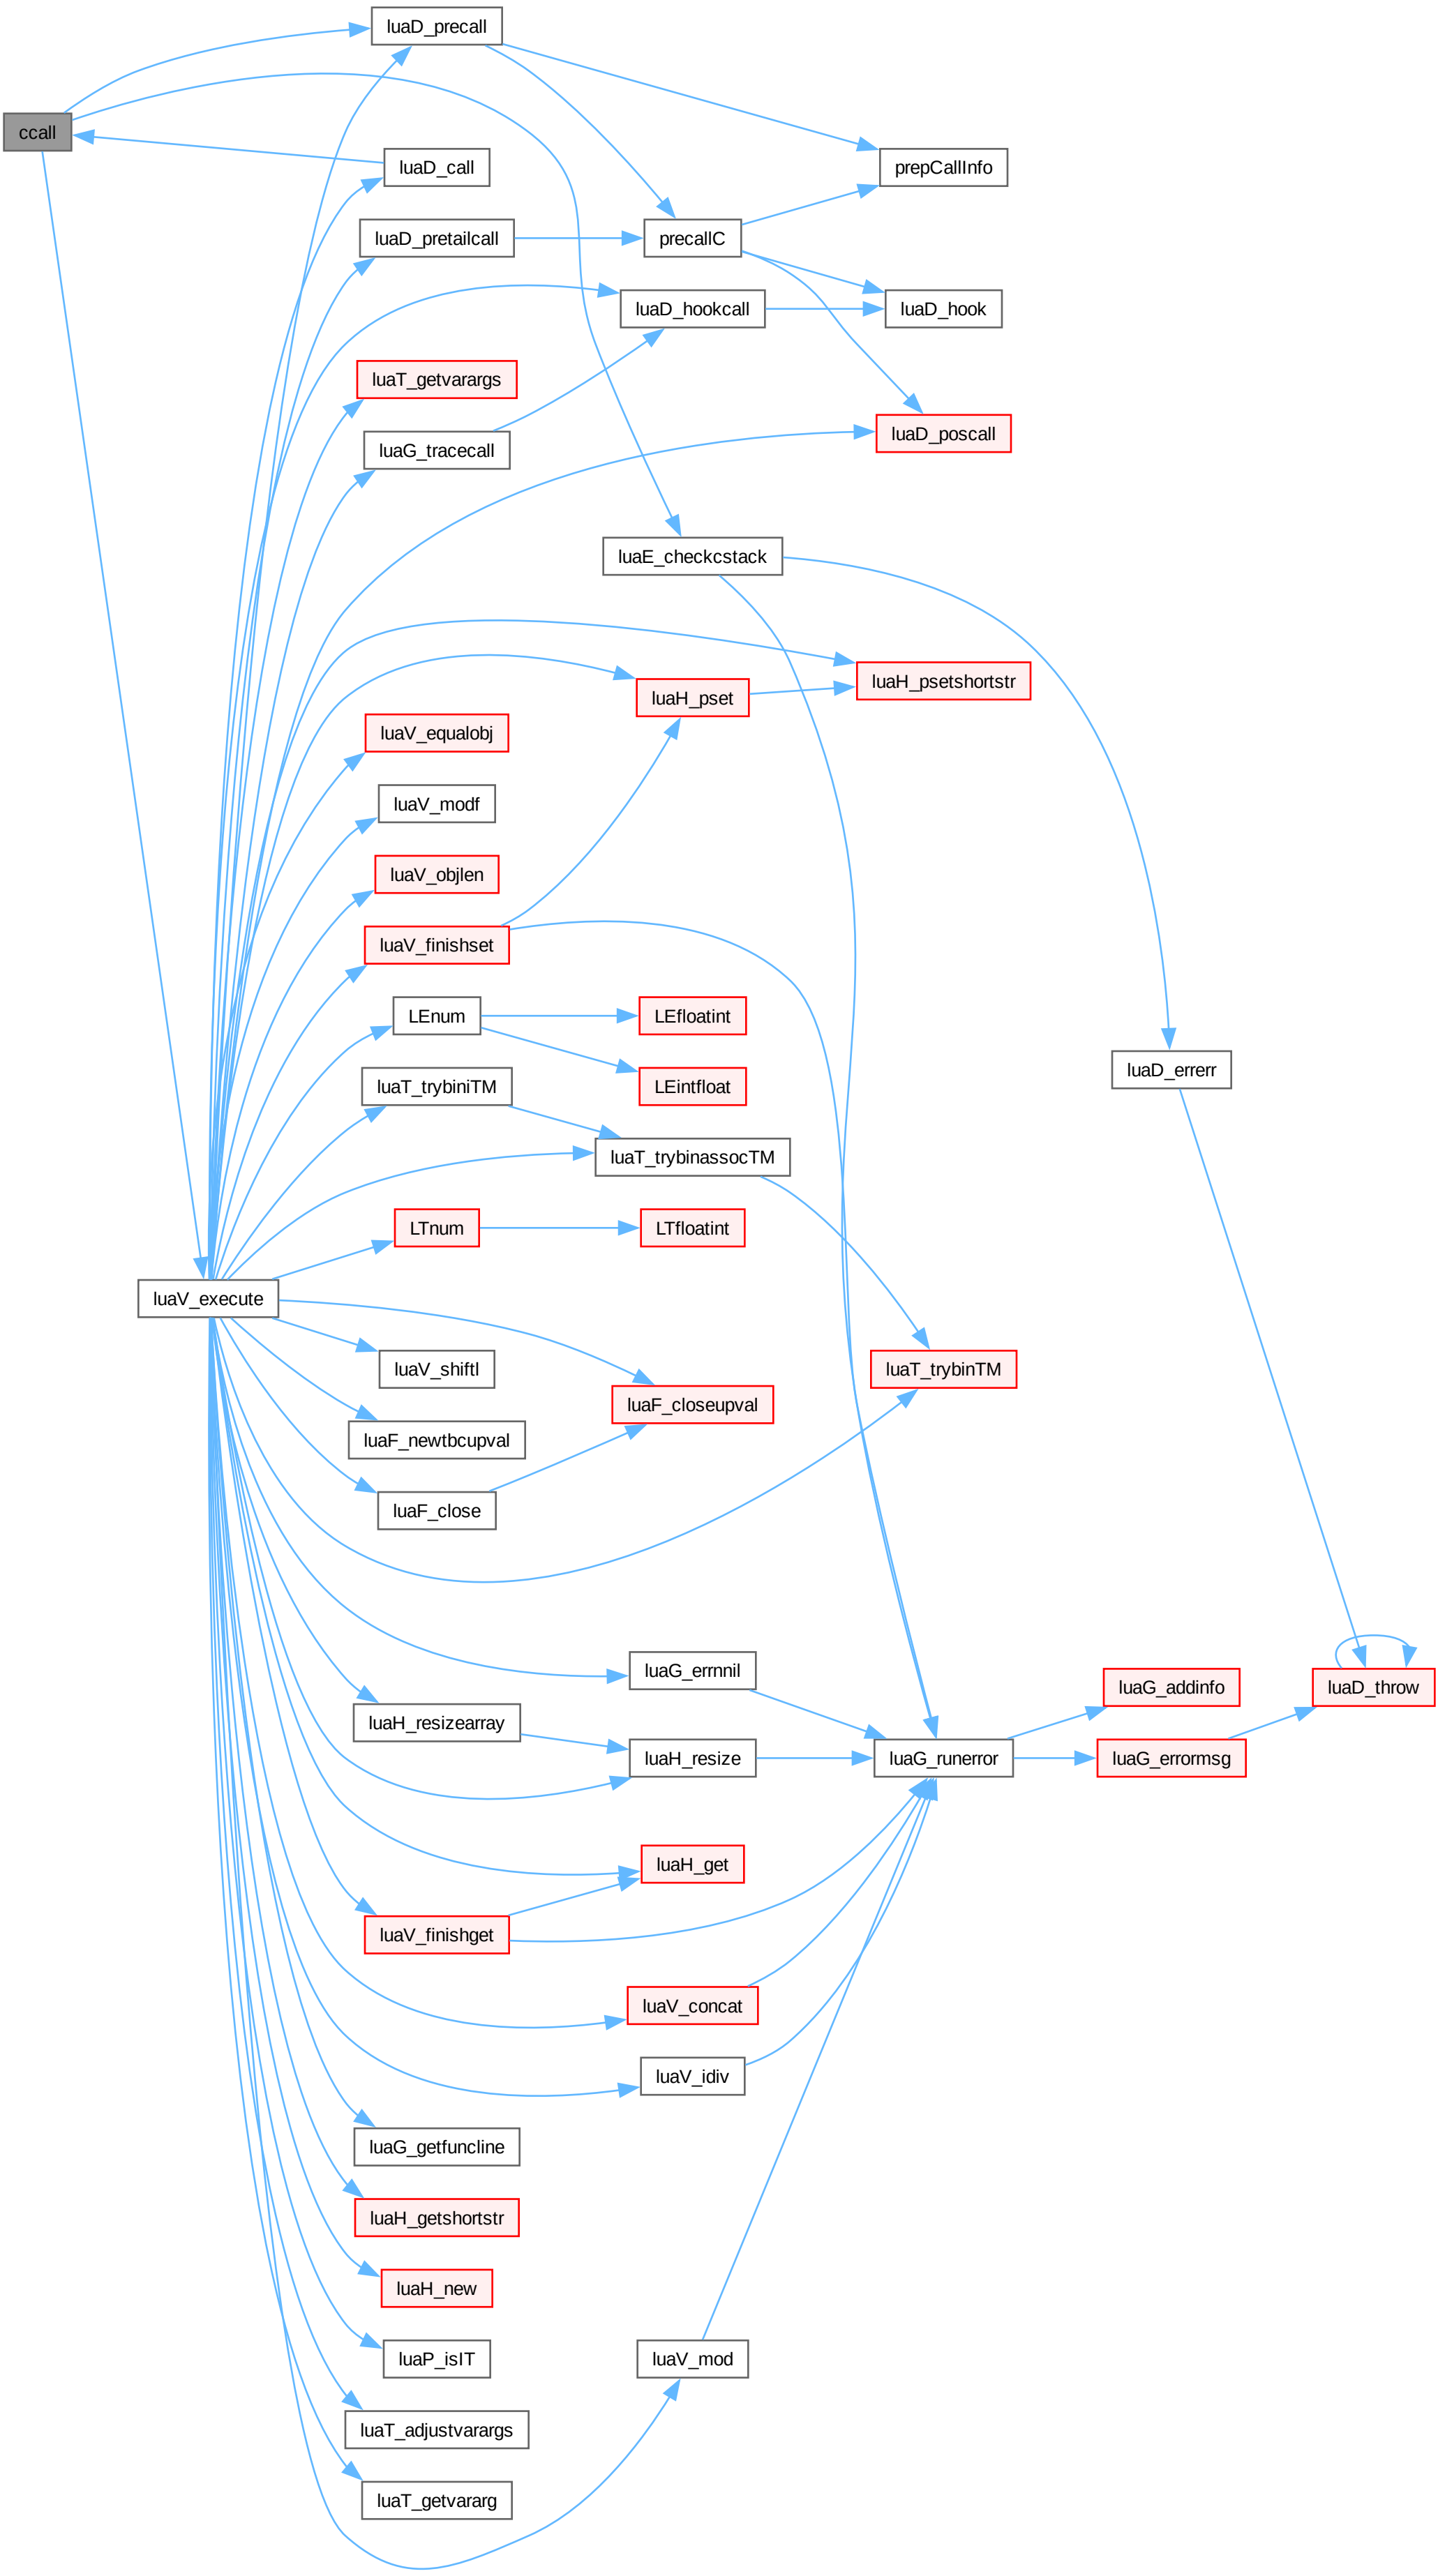 luaD_precall
ccall
luaD_call
prepCallInfo
luaD_pretailcall
precallC
luaD_hookcall
luaD_hook
luaT_getvarargs
luaD_poscall
luaG_tracecall
luaE_checkcstack
luaH_psetshortstr
luaH_pset
luaV_equalobj
luaV_modf
luaV_objlen
luaV_finishset
LEnum
LEfloatint
luaD_errerr
LEintfloat
luaT_trybiniTM
luaT_trybinassocTM
LTnum
LTfloatint
luaV_execute
luaV_shiftl
luaT_trybinTM
luaF_closeupval
luaF_newtbcupval
luaF_close
luaG_errnnil
luaG_addinfo
luaD_throw
luaH_resizearray
luaH_resize
luaG_runerror
luaG_errormsg
luaH_get
luaV_finishget
luaV_concat
luaV_idiv
luaG_getfuncline
luaH_getshortstr
luaH_new
luaP_isIT
luaV_mod
luaT_adjustvarargs
luaT_getvararg